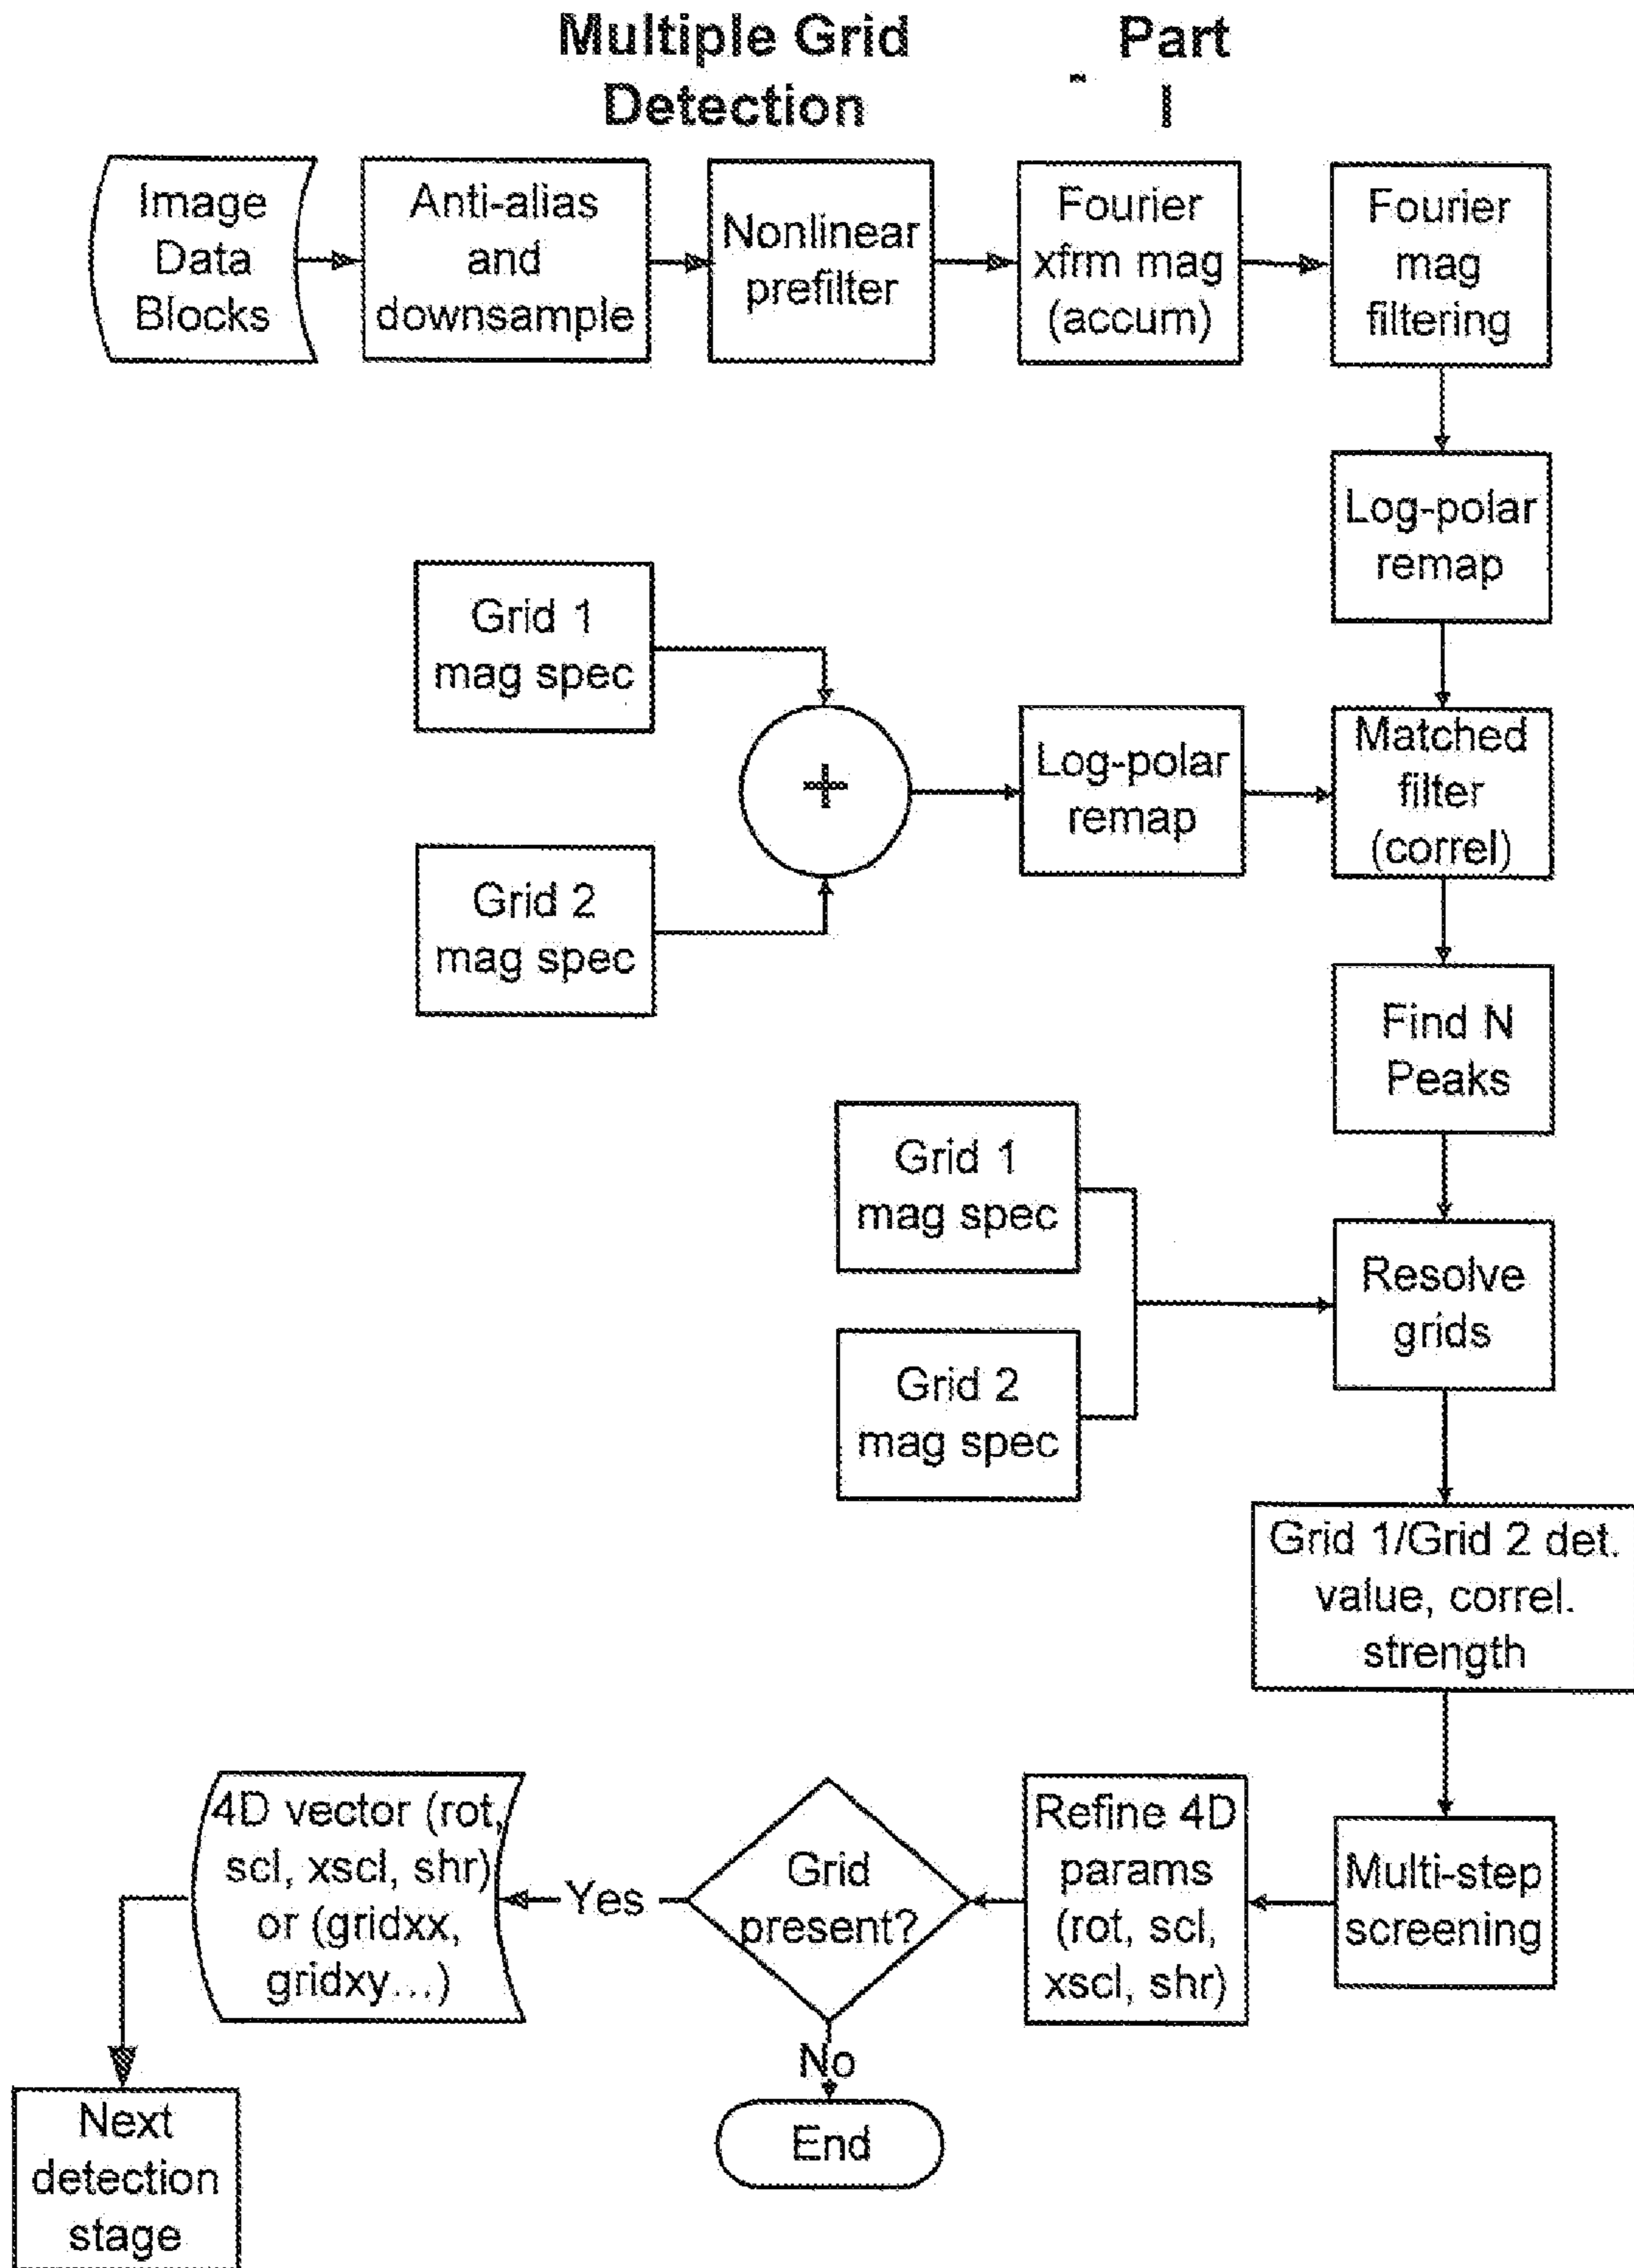 Multiple Grid
Detection
- Part
I
Image
Data
Blocks
Anti-alias
and
downsample
Nonlinear
prefilter
Fourier
xfrm mag
(accum)
Fourier
mag
filtering
Log-polar
remap
Grid 1
mag spec
+
Grid 2
mag spec
Log-polar
remap
Matched
filter
(correl)
Find N
Peaks
Grid 1
mag spec
Grid 2
mag spec
Resolve
grids
Grid 1/Grid 2 det.
value, correl.
strength
Multi-step
screening
Refine 4D
params
(rot, scl,
xscl, shr)
Grid
present?
Yes
No
End
4D vector (rot,
scl, xscl, shr)
or (gridxx,
gridxy...)
Next
detection
stage